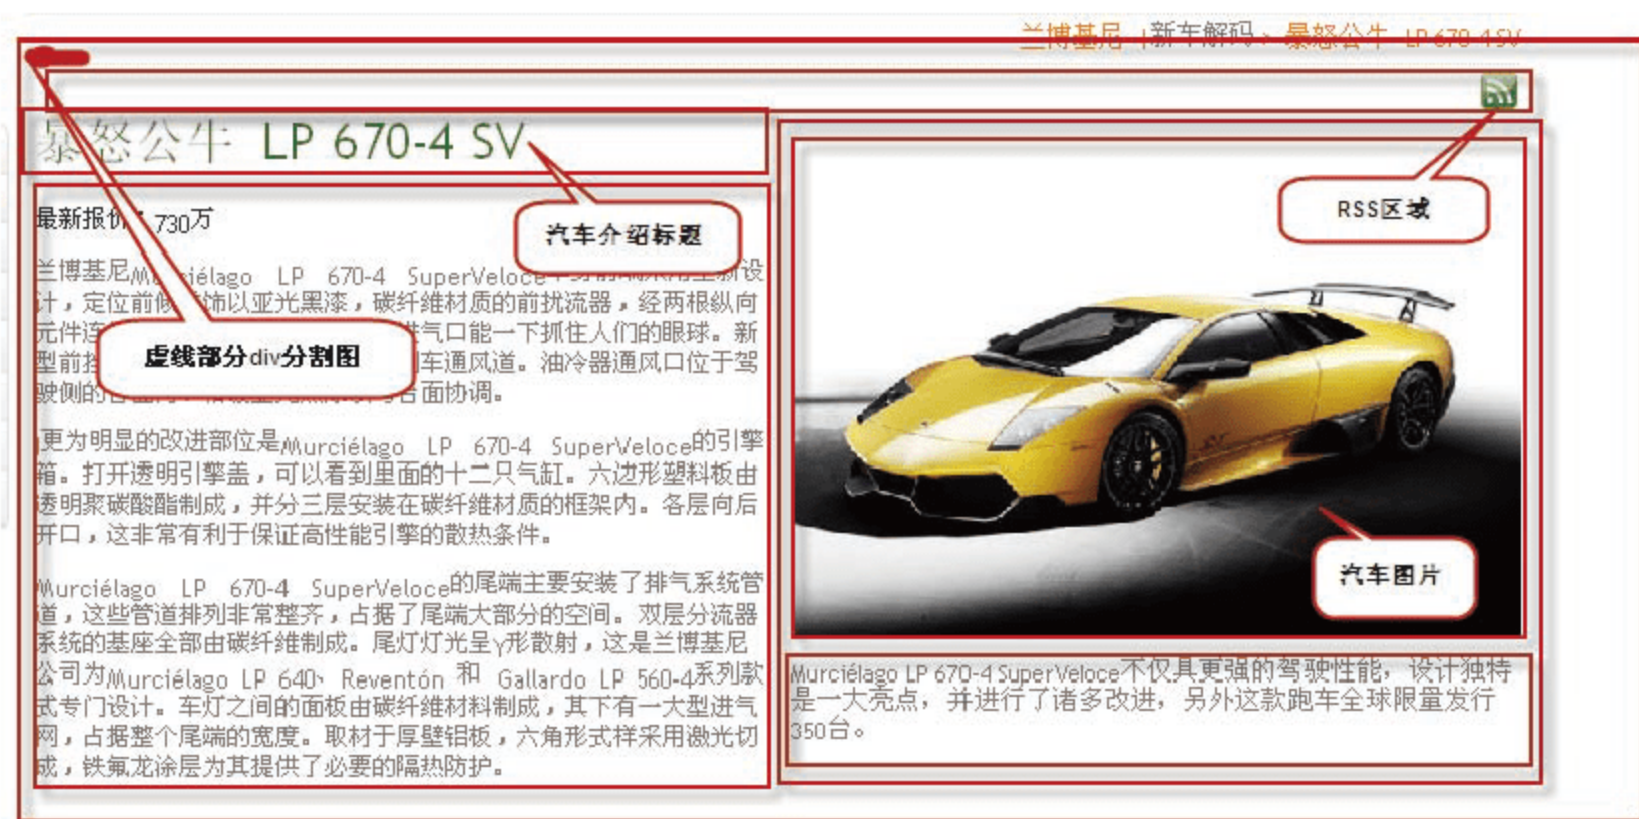 兰博基尼 | 新车解码 > 暴怒公牛 LP 670-4 SV
暴怒公牛 LP 670-4 SV
汽车介绍标题
RSS区域
最新报价：730万
兰博基尼Murciélago LP 670-4 SuperVeloce
计，定位前 饰以亚光黑漆，碳纤维材质的前扰流器，经两根纵向
元件连 气口能一下抓住人们的眼球。新
型前挡 车通风道。油冷器通风口位于驾
驶侧的 台面协调。
虚线部分div分割图
更为明显的改进部位是Murciélago LP 670-4 SuperVeloce的引擎
箱。打开透明引擎盖，可以看到里面的十二只气缸。六边形塑料板由
透明聚碳酸酯制成，并分三层安装在碳纤维材质的框架内。各层向后
开口，这非常有利于保证高性能引擎的散热条件。
Murciélago LP 670-4 SuperVeloce的尾端主要安装了排气系统管
道，这些管道排列非常整齐，占据了尾端大部分的空间。双层分流器
系统的基座全部由碳纤维制成。尾灯灯光呈Y形散射，这是兰博基尼
公司为Murciélago LP 640、Reventón 和 Gallardo LP 560-4系列款
式专门设计。车灯之间的面板由碳纤维材料制成，其下有一大型进气
网，占据整个尾端的宽度。取材于厚壁铝板，六角形式样采用激光切
成，铁氟龙涂层为其提供了必要的隔热防护。
汽车图片
Murciélago LP 670-4 SuperVeloce不仅具更强的驾驶性能，设计独特
是一大亮点，并进行了诸多改进，另外这款跑车全球限量发行
350台。